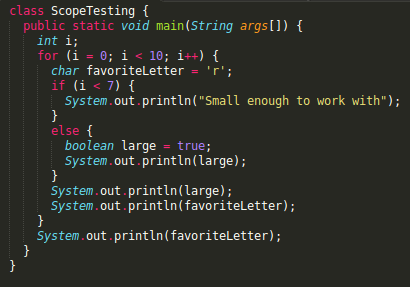 class ScopeTesting {
  public static void main(String args[]) {
    int i;
    for (i = 0; i < 10; i++) {
      char favoriteLetter = 'r';
      if (i < 7) {
        System.out.println("Small enough to work with");
      }
      else {
        boolean large = true;
        System.out.println(large);
      }
      System.out.println(large);
      System.out.println(favoriteLetter);
    }
    System.out.println(favoriteLetter);
  }
}